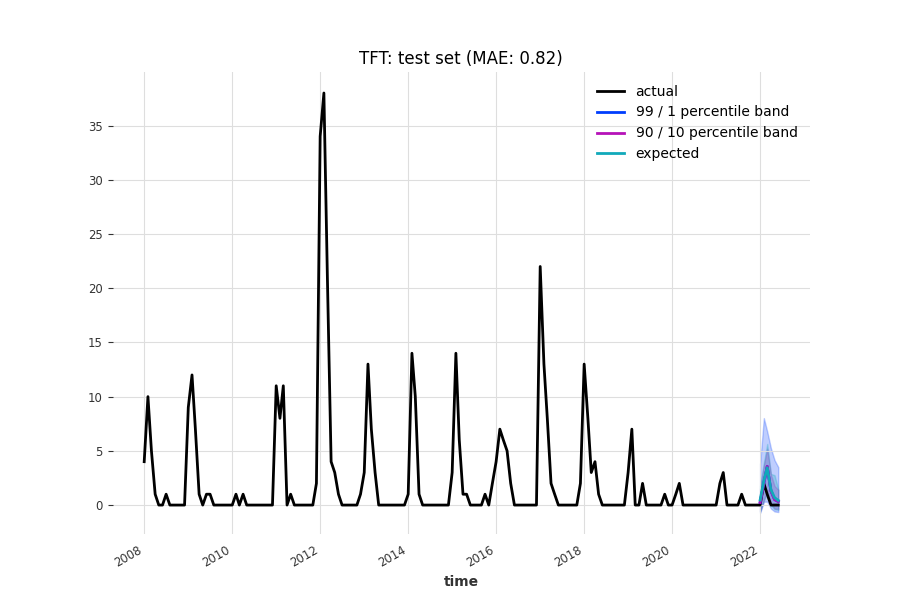 TFT: test set (MAE: 0.82)
actual
99 / 1 percentile band
90 / 10 percentile band
expected
35
30
25
20
15
10
5
0
2008
2010
2012
2014
2016
2018
2020
2022
time